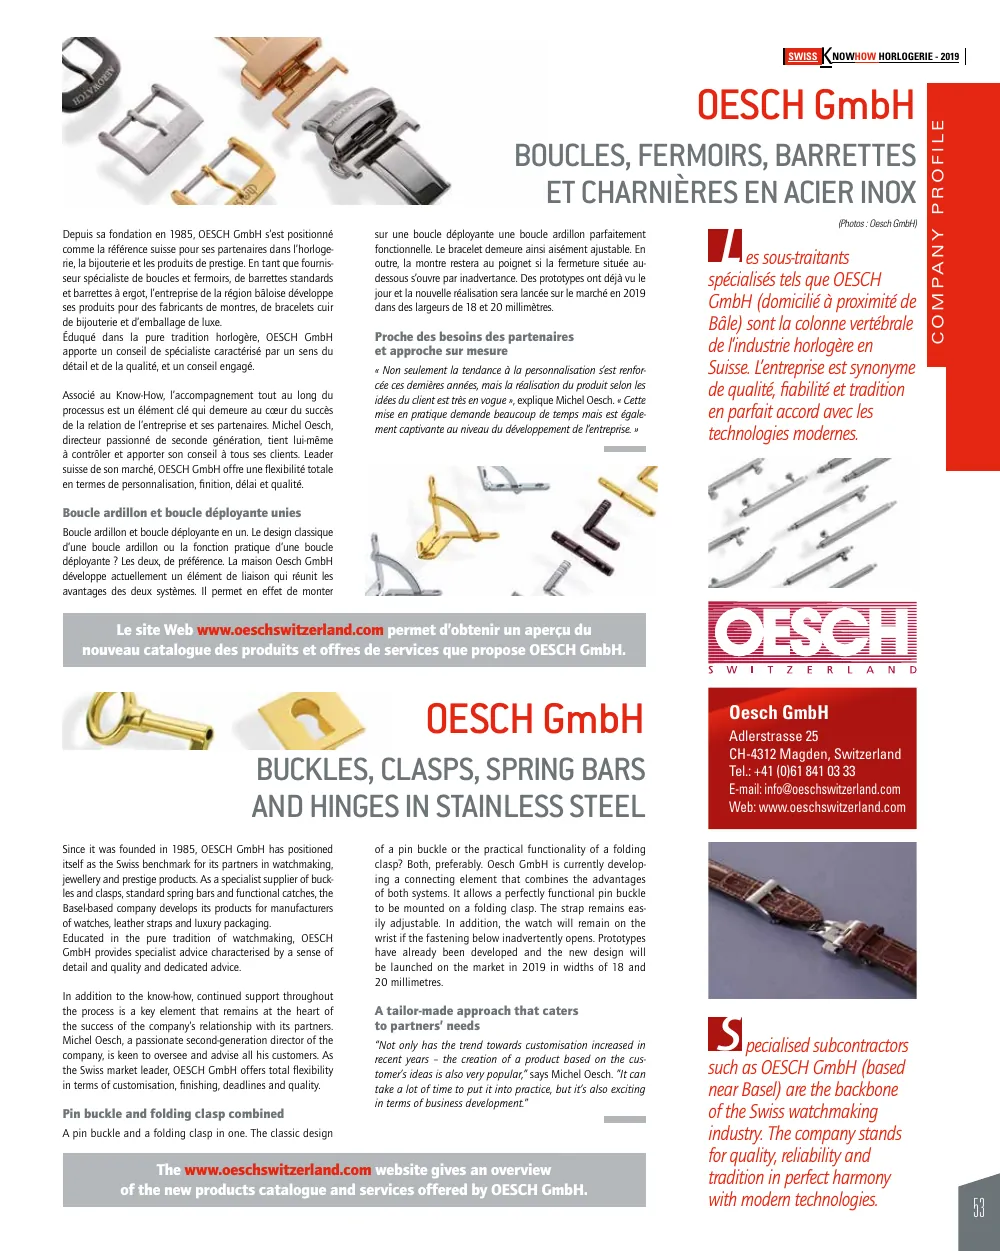 SWISS KNOWHOW HORLOGERIE - 2019
COMPANY PROFILE
AEROWATCH
OESCH GmbH
BOUCLES, FERMOIRS, BARRETTES
ET CHARNIÈRES EN ACIER INOX
(Photos : Oesch GmbH)
Depuis sa fondation en 1985, OESCH GmbH s'est positionné
comme la référence suisse pour ses partenaires dans l'horloge-
rie, la bijouterie et les produits de prestige. En tant que fournis-
seur spécialiste de boucles et fermoirs, de barrettes standards
et barrettes à ergot, l'entreprise de la région bâloise développe
ses produits pour des fabricants de montres, de bracelets cuir
de bijouterie et d'emballage de luxe.
Éduqué dans la pure tradition horlogère, OESCH GmbH
apporte un conseil de spécialiste caractérisé par un sens du
détail et de la qualité, et un conseil engagé.
Associé au Know-How, l'accompagnement tout au long du
processus est un élément clé qui demeure au cœur du succès
de la relation de l'entreprise et ses partenaires. Michel Oesch,
directeur passionné de seconde génération, tient lui-même
à contrôler et apporter son conseil à tous ses clients. Leader
suisse de son marché, OESCH GmbH offre une flexibilité totale
en termes de personnalisation, finition, délai et qualité.
Boucle ardillon et boucle déployante unies
Boucle ardillon et boucle déployante en un. Le design classique
d'une boucle ardillon ou la fonction pratique d'une boucle
déployante ? Les deux, de préférence. La maison Oesch GmbH
développe actuellement un élément de liaison qui réunit les
avantages des deux systèmes. Il permet en effet de monter
sur une boucle déployante une boucle ardillon parfaitement
fonctionnelle. Le bracelet demeure ainsi aisément ajustable. En
outre, la montre restera au poignet si la fermeture située au-
dessous s'ouvre par inadvertance. Des prototypes ont déjà vu le
jour et la nouvelle réalisation sera lancée sur le marché en 2019
dans des largeurs de 18 et 20 millimètres.
Proche des besoins des partenaires
et approche sur mesure
« Non seulement la tendance à la personnalisation s'est renfor-
cée ces dernières années, mais la réalisation du produit selon les
idées du client est très en vogue », explique Michel Oesch. « Cette
mise en pratique demande beaucoup de temps mais est égale-
ment captivante au niveau du développement de l'entreprise. »
Les sous-traitants
spécialisés tels que OESCH
GmbH (domicilié à proximité de
Bâle) sont la colonne vertébrale
de l'industrie horlogère en
Suisse. L'entreprise est synonyme
de qualité, fiabilité et tradition
en parfait accord avec les
technologies modernes.
Le site Web www.oeschswitzerland.com permet d'obtenir un aperçu du
nouveau catalogue des produits et offres de services que propose OESCH GmbH.
OESCH
SWITZERLAND
Oesch GmbH
Adlerstrasse 25
CH-4312 Magden, Switzerland
Tel.: +41 (0)61 841 03 33
E-mail: info@oeschswitzerland.com
Web: www.oeschswitzerland.com
OESCH GmbH
BUCKLES, CLASPS, SPRING BARS
AND HINGES IN STAINLESS STEEL
Since it was founded in 1985, OESCH GmbH has positioned
itself as the Swiss benchmark for its partners in watchmaking,
jewellery and prestige products. As a specialist supplier of buck-
les and clasps, standard spring bars and functional catches, the
Basel-based company develops its products for manufacturers
of watches, leather straps and luxury packaging.
Educated in the pure tradition of watchmaking, OESCH
GmbH provides specialist advice characterised by a sense of
detail and quality and dedicated advice.
In addition to the know-how, continued support throughout
the process is a key element that remains at the heart of
the success of the company's relationship with its partners.
Michel Oesch, a passionate second-generation director of the
company, is keen to oversee and advise all his customers. As
the Swiss market leader, OESCH GmbH offers total flexibility
in terms of customisation, finishing, deadlines and quality.
Pin buckle and folding clasp combined
A pin buckle and a folding clasp in one. The classic design
of a pin buckle or the practical functionality of a folding
clasp? Both, preferably. Oesch GmbH is currently develop-
ing a connecting element that combines the advantages
of both systems. It allows a perfectly functional pin buckle
to be mounted on a folding clasp. The strap remains eas-
ily adjustable. In addition, the watch will remain on the
wrist if the fastening below inadvertently opens. Prototypes
have already been developed and the new design will
be launched on the market in 2019 in widths of 18 and
20 millimetres.
A tailor-made approach that caters
to partners' needs
"Not only has the trend towards customisation increased in
recent years – the creation of a product based on the cus-
tomer's ideas is also very popular," says Michel Oesch. "It can
take a lot of time to put it into practice, but it's also exciting
in terms of business development."
Specialised subcontractors
such as OESCH GmbH (based
near Basel) are the backbone
of the Swiss watchmaking
industry. The company stands
for quality, reliability and
tradition in perfect harmony
with modern technologies.
The www.oeschswitzerland.com website gives an overview
of the new products catalogue and services offered by OESCH GmbH.
53